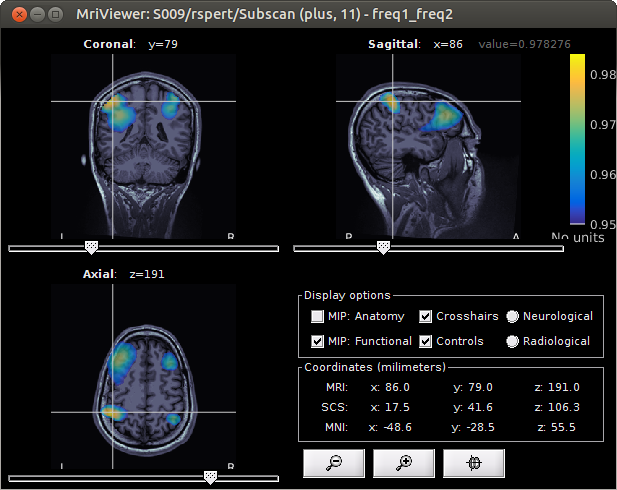 MriViewer: S009/rspert/Subscan (plus, 11) - freq1_freq2
Coronal: y=79
Sagittal: x=86 value=0.978276
0.98
0.97
0.96
0.95
L R
P A No units
Axial: z=191
L R
Display options
MIP: Anatomy Crosshairs Neurological
MIP: Functional Controls Radiological
Coordinates (milimeters)
MRI: x: 86.0 y: 79.0 z: 191.0
SCS: x: 17.5 y: 41.6 z: 106.3
MNI: x: -48.6 y: -28.5 z: 55.5